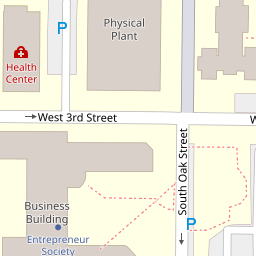 Physical
Plant
P
Health
Center
West 3rd Street
W
South Oak Street
Business
Building
P
Entrepreneur
Society